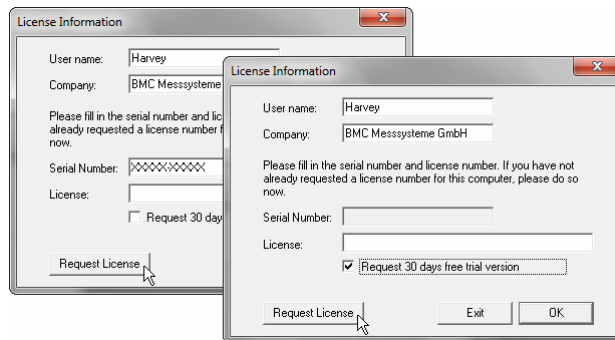 License Information
User name: Harvey
Company: BMC Messsysteme
Please fill in the serial number and lic
already requested a license number f
now.
Serial Number: XXXXX-XXXXX
License:
Request 30 day
Request License
License Information
User name: Harvey
Company: BMC Messsysteme GmbH
Please fill in the serial number and license number. If you have not
already requested a license number for this computer, please do so
now.
Serial Number:
License:
Request 30 days free trial version
Request License Exit OK